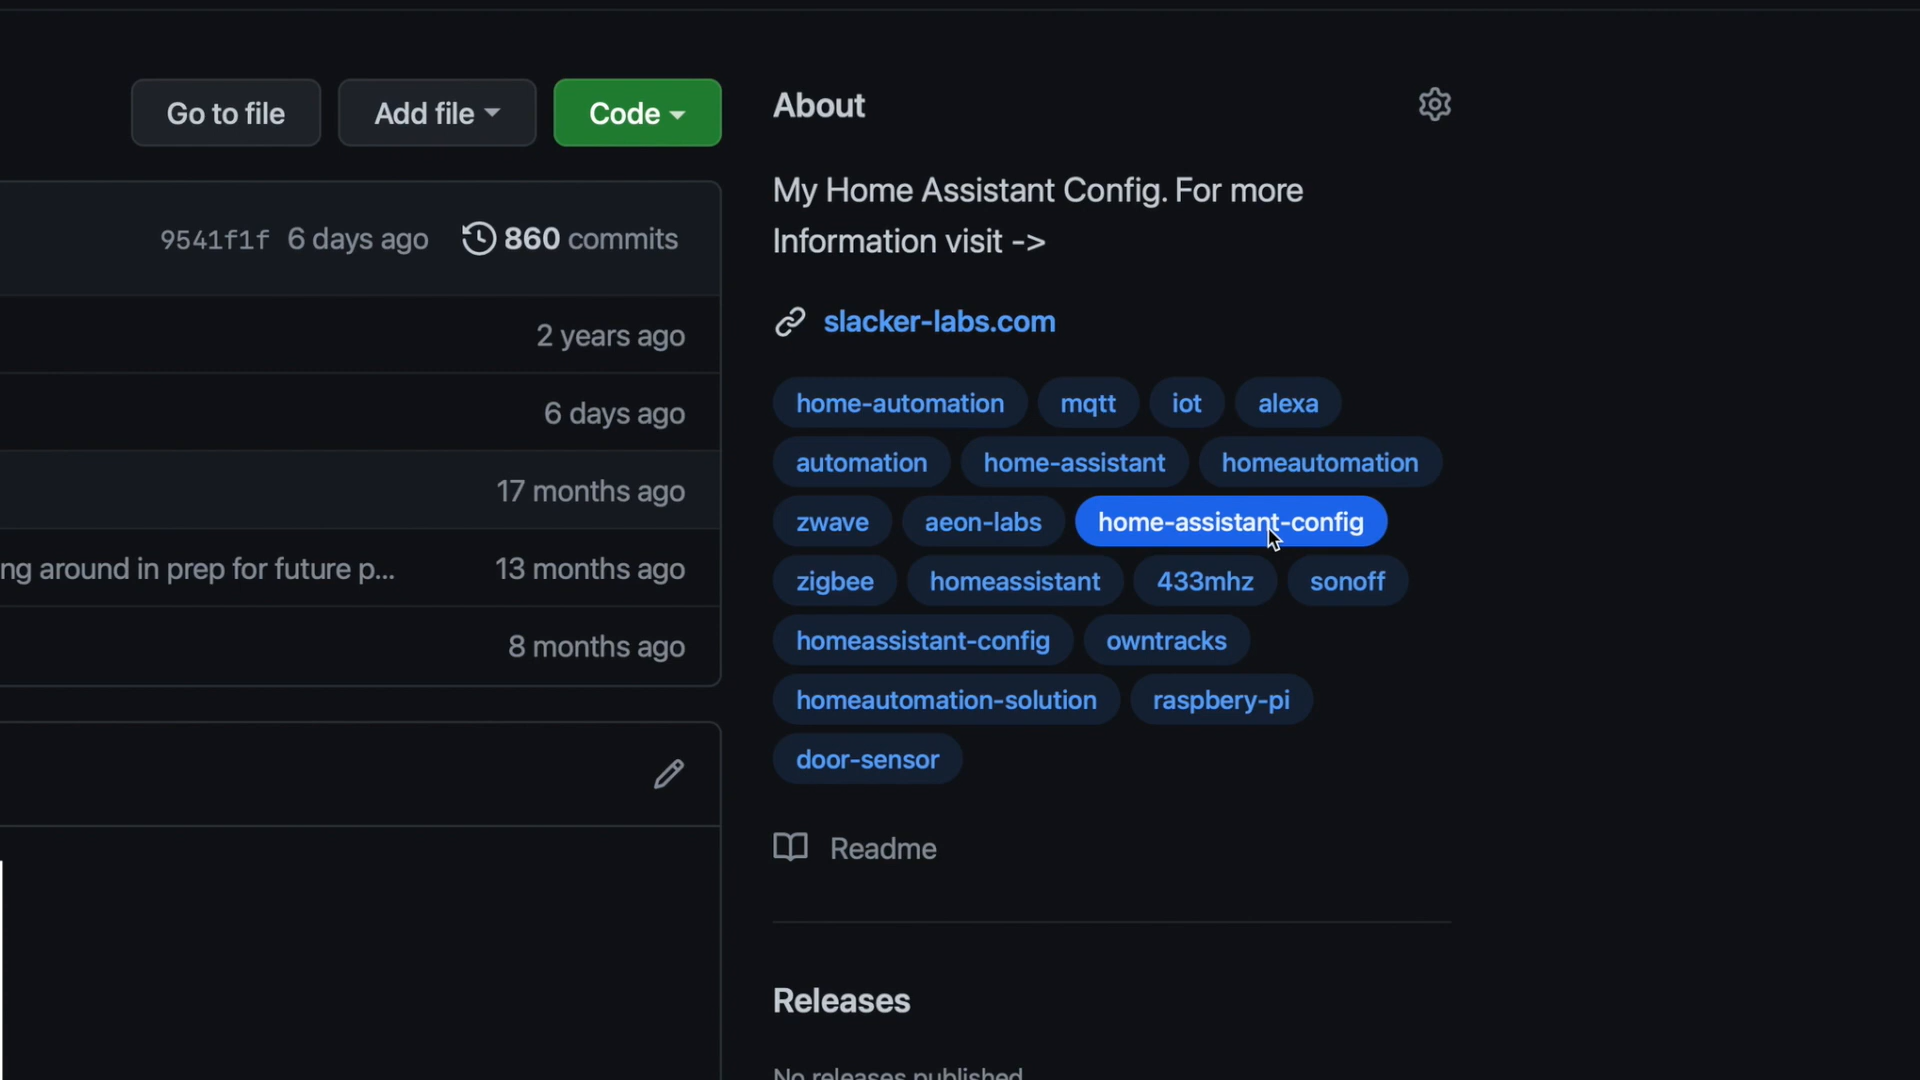 Go to file
Add file
Code
9541f1f 6 days ago 860 commits
2 years ago
6 days ago
17 months ago
ng around in prep for future p... 13 months ago
8 months ago
About
My Home Assistant Config. For more
Information visit ->
slacker-labs.com
home-automation mqtt iot alexa
automation home-assistant homeautomation
zwave aeon-labs home-assistant-config
zigbee homeassistant 433mhz sonoff
homeassistant-config owntracks
homeautomation-solution raspbery-pi
door-sensor
Readme
Releases
No releases published